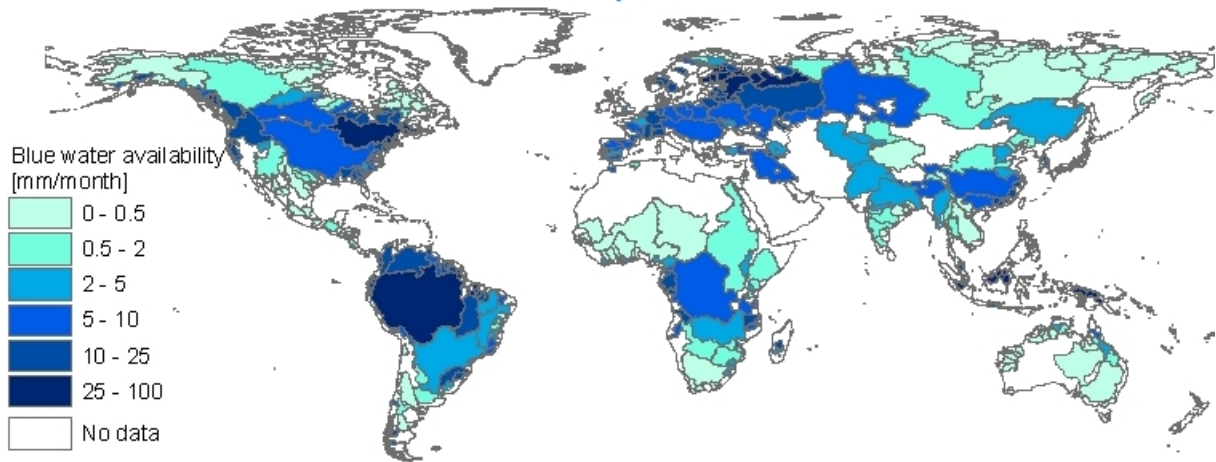 Blue water availability
[mm/month]
0 - 0.5
0.5 - 2
2 - 5
5 - 10
10 - 25
25 - 100
No data